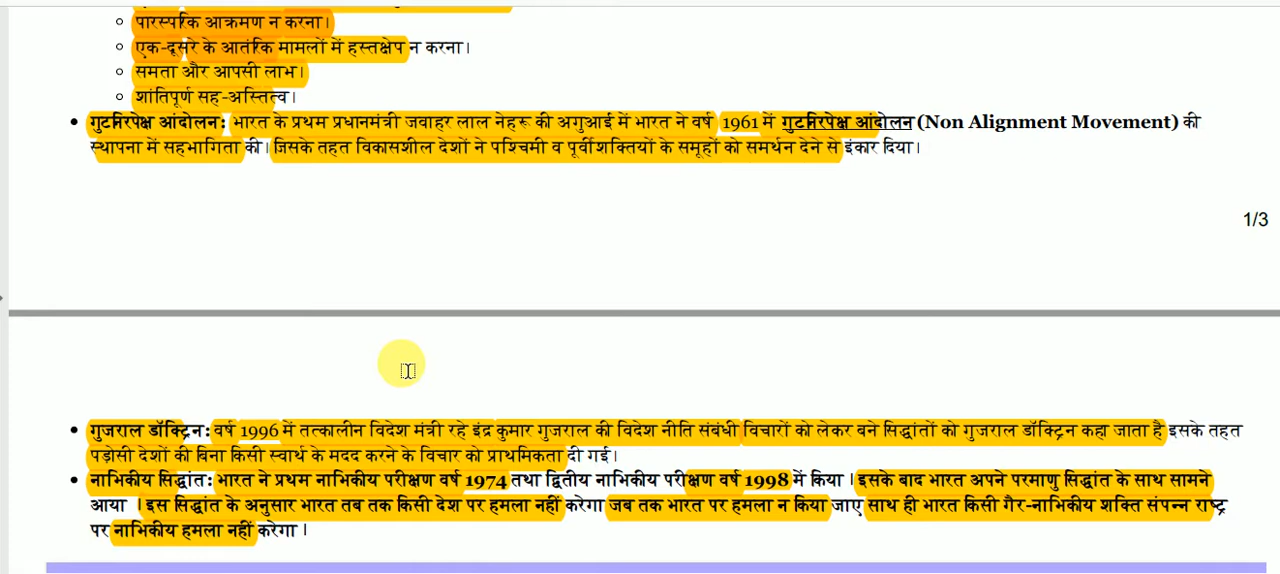 पारस्परिक आक्रमण न करना।
एक-दूसरे के आतंरिक मामलों में हस्तक्षेप न करना।
समता और आपसी लाभ।
शांतिपूर्ण सह-अस्तित्व।
गुटनिरपेक्ष आंदोलन: भारत के प्रथम प्रधानमंत्री जवाहर लाल नेहरू की अगुआई में भारत ने वर्ष 1961 में गुटनिरपेक्ष आंदोलन (Non Alignment Movement) की
स्थापना में सहभागिता की। जिसके तहत विकासशील देशों ने पश्चिमी व पूर्वी शक्तियों के समूहों को समर्थन देने से इंकार दिया।
1/3
गुजराल डॉक्ट्रिन: वर्ष 1996 में तत्कालीन विदेश मंत्री रहे इंद्र कुमार गुजराल की विदेश नीति संबंधी विचारों को लेकर बने सिद्धांतों को गुजराल डॉक्ट्रिन कहा जाता है इसके तहत
पड़ोसी देशों की बिना किसी स्वार्थ के मदद करने के विचार को प्राथमिकता दी गई।
नाभिकीय सिद्धांत: भारत ने प्रथम नाभिकीय परीक्षण वर्ष 1974 तथा द्वितीय नाभिकीय परीक्षण वर्ष 1998 में किया । इसके बाद भारत अपने परमाणु सिद्धांत के साथ सामने
आया । इस सिद्धांत के अनुसार भारत तब तक किसी देश पर हमला नहीं करेगा जब तक भारत पर हमला न किया जाए साथ ही भारत किसी गैर-नाभिकीय शक्ति संपन्न राष्ट्र
पर नाभिकीय हमला नहीं करेगा ।